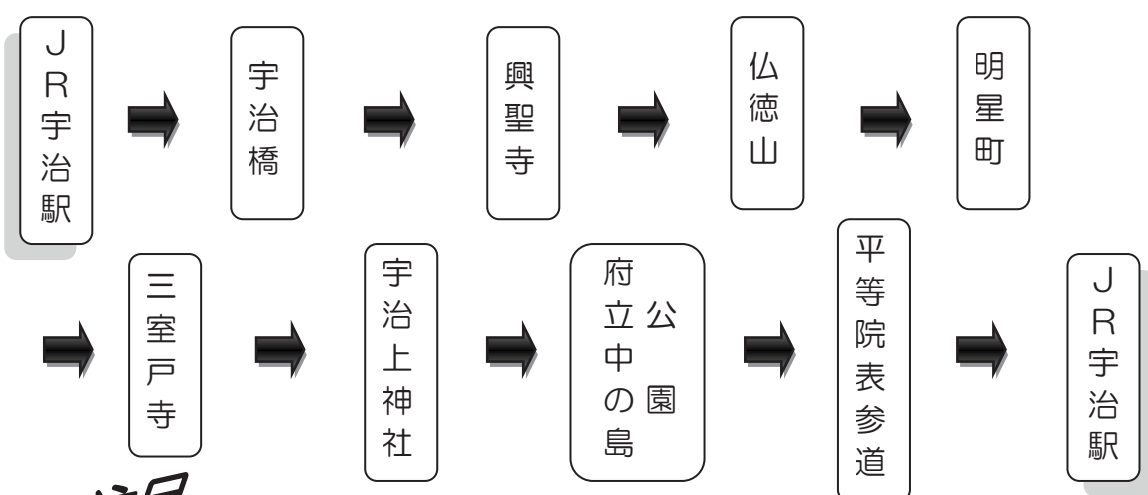 JR宇治駅
宇治橋
興聖寺
仏徳山
明星町
三室戸寺
宇治上神社
府立中の島
公園
平等院表参道
JR宇治駅